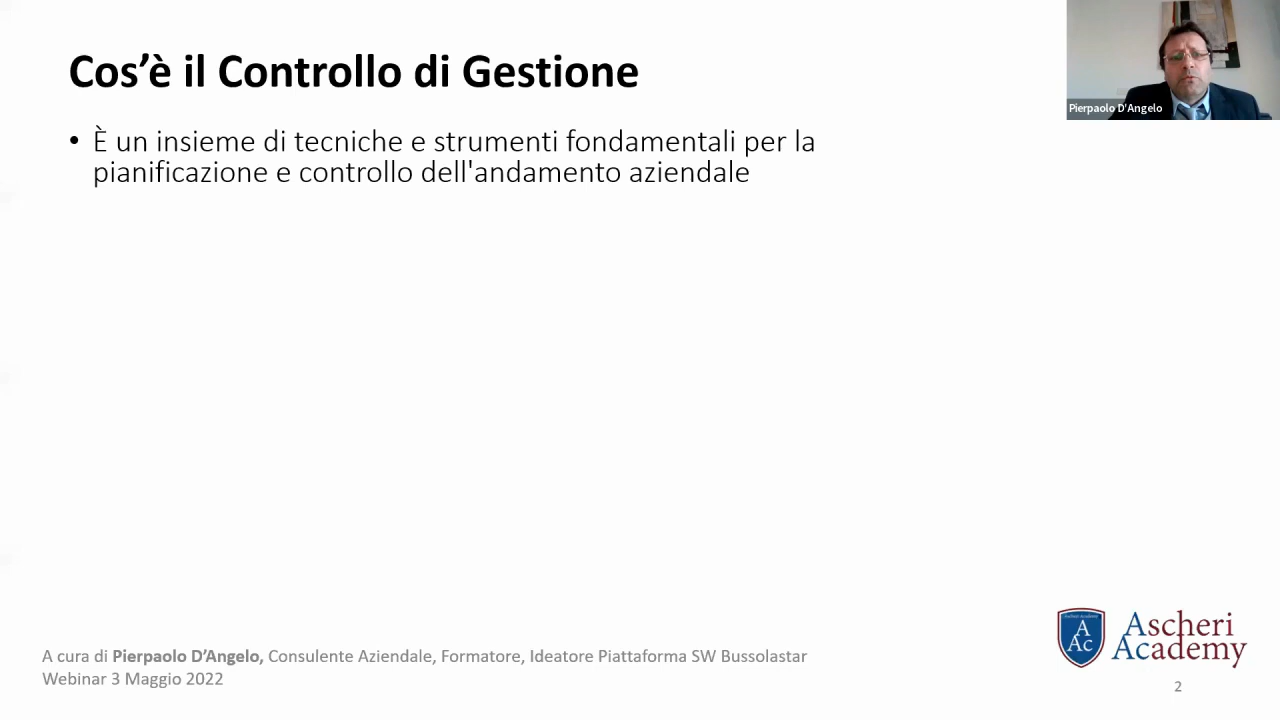 Cos’è il Controllo di Gestione
Pierpaolo D'Angelo
• È un insieme di tecniche e strumenti fondamentali per la
pianificazione e controllo dell'andamento aziendale
A cura di Pierpaolo D’Angelo, Consulente Aziendale, Formatore, Ideatore Piattaforma SW Bussolastar
Webinar 3 Maggio 2022
A
Ac
Ascheri
Academy
2